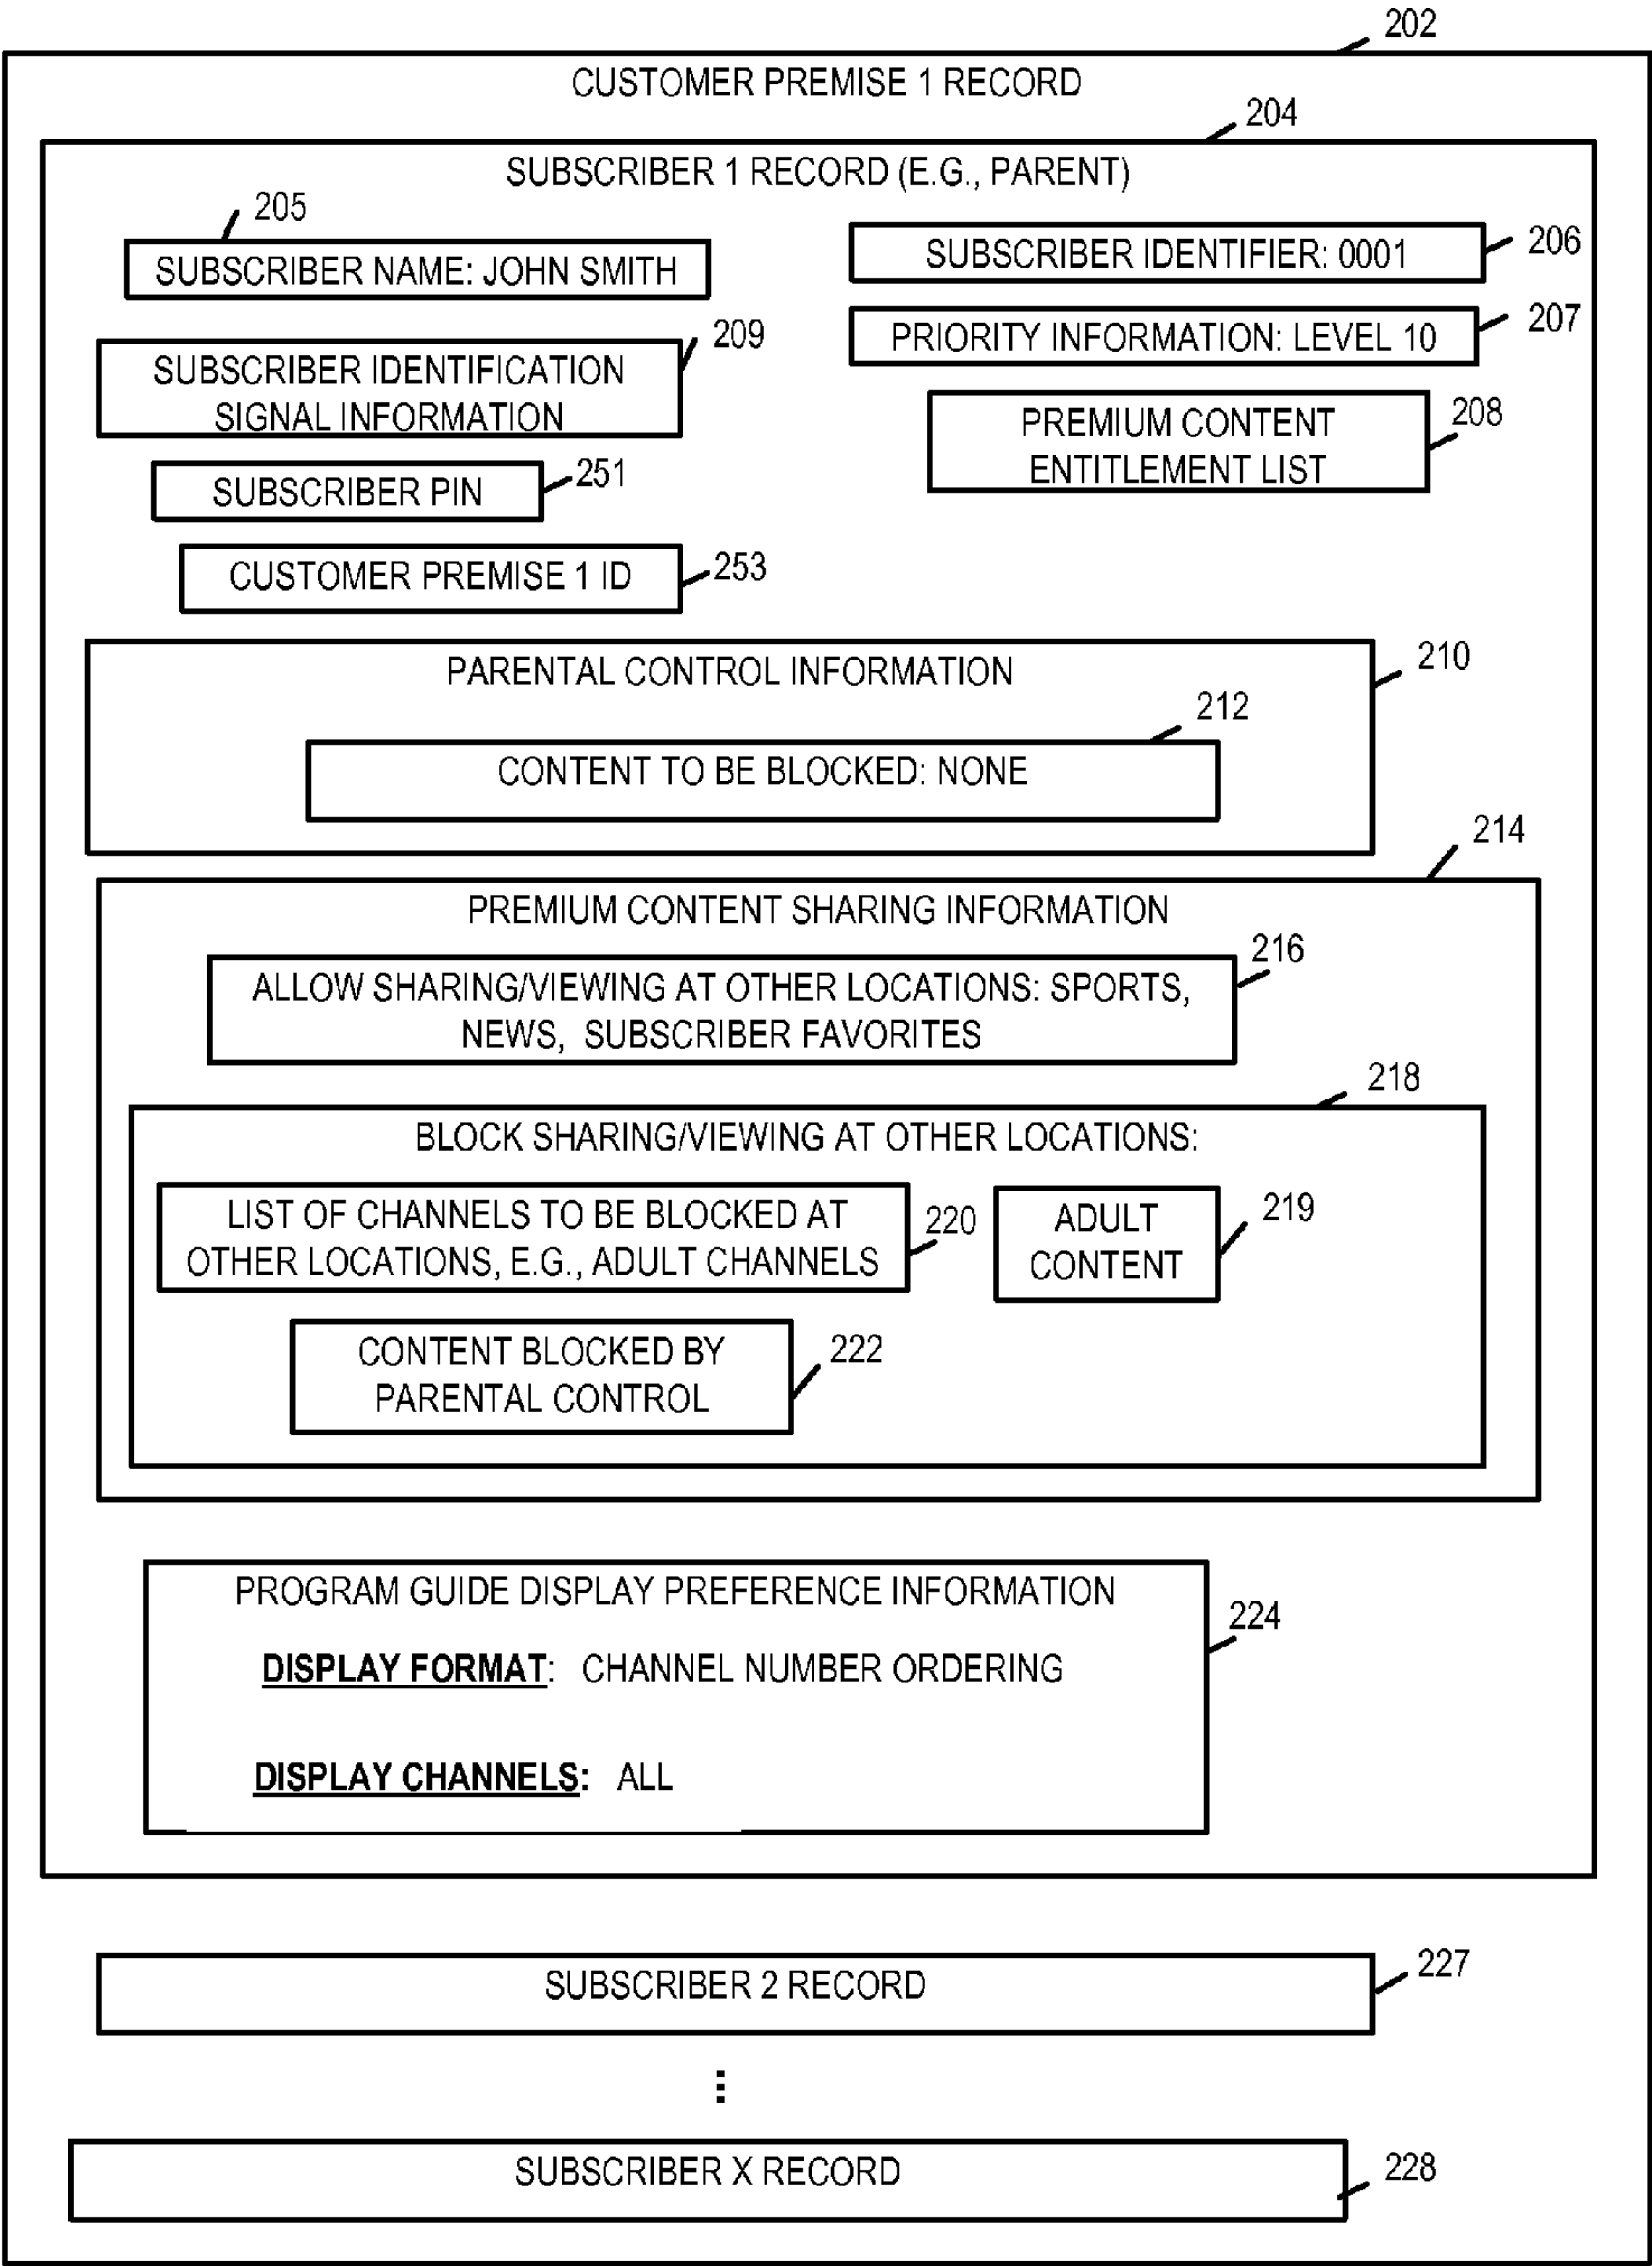 202
CUSTOMER PREMISE 1 RECORD
204
SUBSCRIBER 1 RECORD (E.G., PARENT)
205
SUBSCRIBER NAME: JOHN SMITH
SUBSCRIBER IDENTIFIER: 0001
206
PRIORITY INFORMATION: LEVEL 10
207
209
SUBSCRIBER IDENTIFICATION
SIGNAL INFORMATION
PREMIUM CONTENT
ENTITLEMENT LIST
208
SUBSCRIBER PIN
251
CUSTOMER PREMISE 1 ID
253
PARENTAL CONTROL INFORMATION
210
212
CONTENT TO BE BLOCKED: NONE
214
PREMIUM CONTENT SHARING INFORMATION
216
ALLOW SHARING/VIEWING AT OTHER LOCATIONS: SPORTS,
NEWS, SUBSCRIBER FAVORITES
218
BLOCK SHARING/VIEWING AT OTHER LOCATIONS:
LIST OF CHANNELS TO BE BLOCKED AT
OTHER LOCATIONS, E.G., ADULT CHANNELS
220
ADULT
CONTENT
219
CONTENT BLOCKED BY
PARENTAL CONTROL
222
PROGRAM GUIDE DISPLAY PREFERENCE INFORMATION
224
DISPLAY FORMAT: CHANNEL NUMBER ORDERING
DISPLAY CHANNELS: ALL
SUBSCRIBER 2 RECORD
227
⋮
SUBSCRIBER X RECORD
228